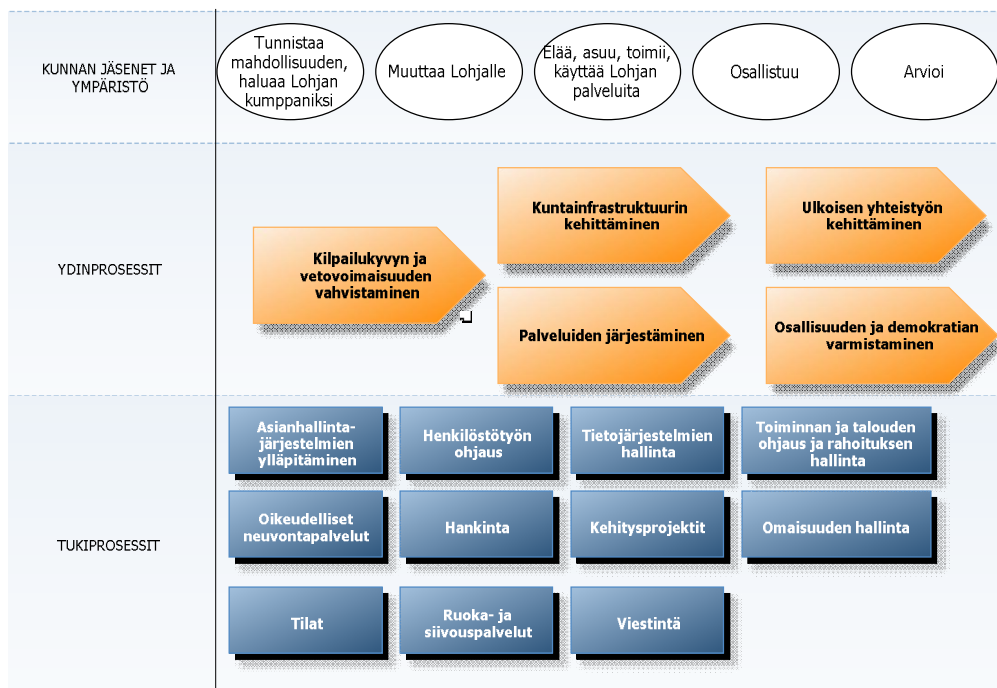 KUNNAN JÄSENET JA
YMPÄRISTÖ
Tunnistaa
mahdollisuuden,
haluaa Lohjan
kumppaniksi
Muuttaa Lohjalle
Elää, asuu, toimii,
käyttää Lohjan
palveluita
Osallistuu
Arvioi
YDINPROSESSIT
Kilpailukyvyn ja
vetovoimaisuuden
vahvistaminen
Kuntainfrastruktuurin
kehittäminen
Palveluiden järjestäminen
Ulkoisen yhteistyön
kehittäminen
Osallisuuden ja demokratian
varmistaminen
TUKIPROSESSIT
Asianhallinta-
järjestelmien
ylläpitäminen
Henkilöstötyön
ohjaus
Tietojärjestelmien
hallinta
Toiminnan ja talouden
ohjaus ja rahoituksen
hallinta
Oikeudelliset
neuvontapalvelut
Hankinta
Kehitysprojektit
Omaisuuden hallinta
Tilat
Ruoka- ja
siivouspalvelut
Viestintä